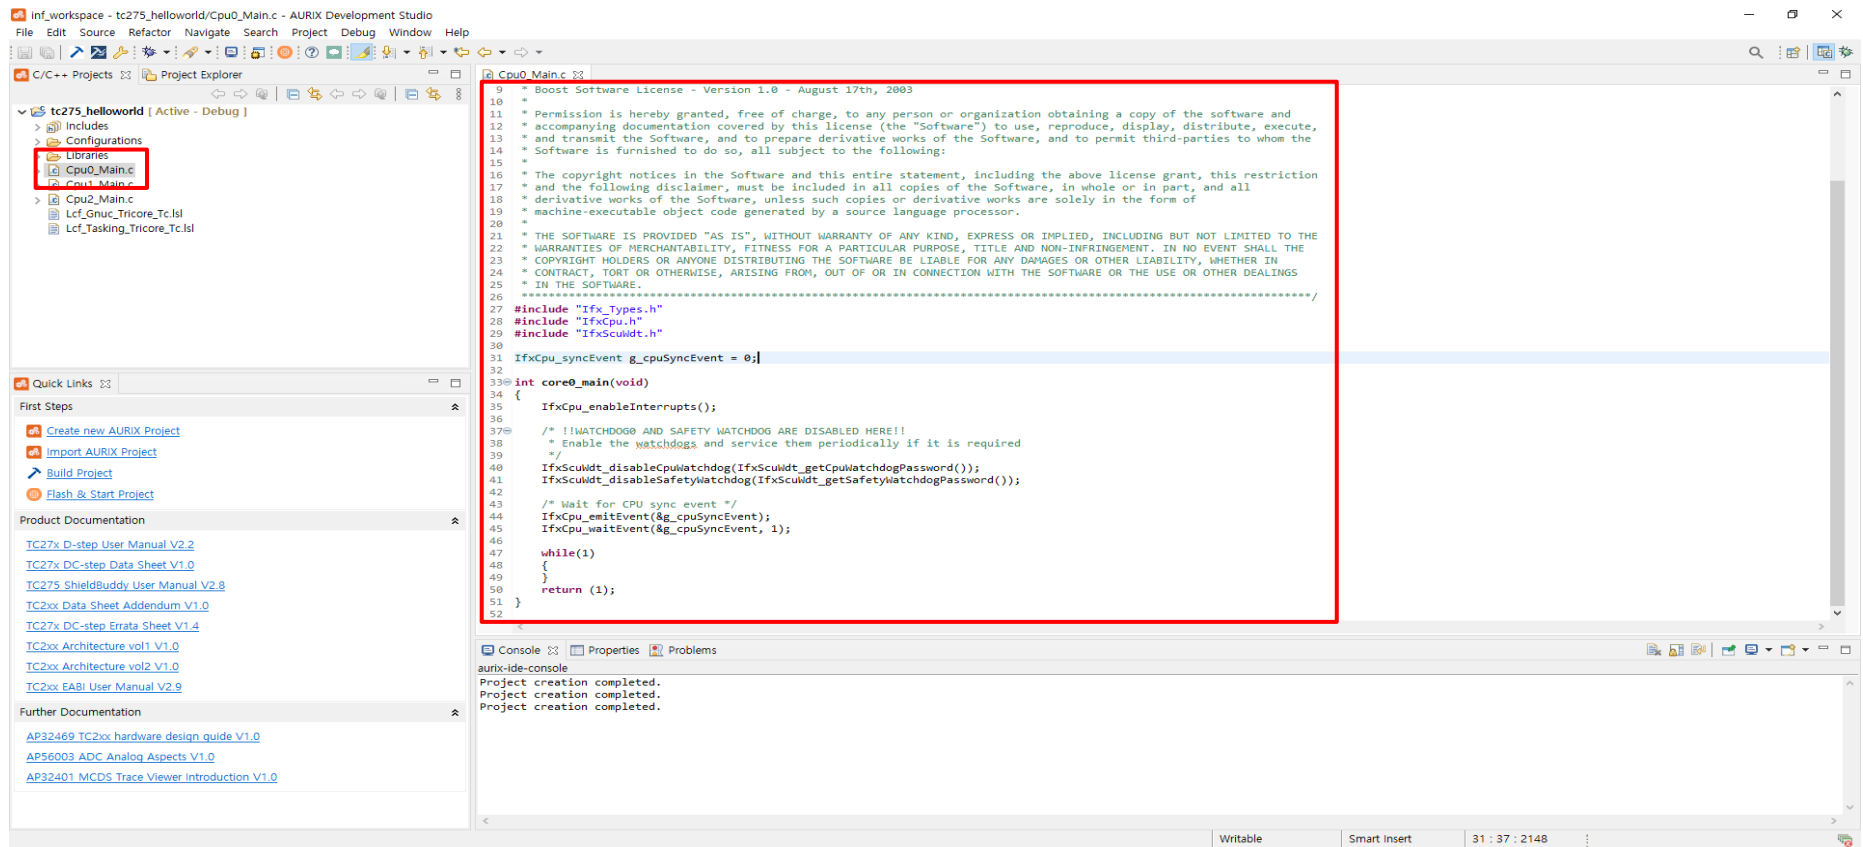 inf_workspace - tc275_helloworld/Cpu0_Main.c - AURIX Development Studio
File Edit Source Refactor Navigate Search Project Debug Window Help
C/C++ Projects Project Explorer
tc275_helloworld [ Active - Debug ]
Includes
Configurations
Libraries
Cpu0_Main.c
Cpu1_Main.c
Cpu2_Main.c
Lcf_Gnuc_Tricore_Tc.lsl
Lcf_Tasking_Tricore_Tc.lsl
Quick Links
First Steps
Create new AURIX Project
Import AURIX Project
Build Project
Flash & Start Project
Product Documentation
TC27x D-step User Manual V2.2
TC27x DC-step Data Sheet V1.0
TC275 ShieldBuddy User Manual V2.8
TC2xx Data Sheet Addendum V1.0
TC27x DC-step Errata Sheet V1.4
TC2xx Architecture vol1 V1.0
TC2xx Architecture vol2 V1.0
TC2xx EABI User Manual V2.9
Further Documentation
AP32469 TC2xx hardware design guide V1.0
AP56003 ADC Analog Aspects V1.0
AP32401 MCDS Trace Viewer Introduction V1.0
Cpu0_Main.c
9 * Boost Software License - Version 1.0 - August 17th, 2003
10 *
11 * Permission is hereby granted, free of charge, to any person or organization obtaining a copy of the software and
12 * accompanying documentation covered by this license (the "Software") to use, reproduce, display, distribute, execute,
13 * and transmit the Software, and to prepare derivative works of the Software, and to permit third-parties to whom the
14 * Software is furnished to do so, all subject to the following:
15 *
16 * The copyright notices in the Software and this entire statement, including the above license grant, this restriction
17 * and the following disclaimer, must be included in all copies of the Software, in whole or in part, and all
18 * derivative works of the Software, unless such copies or derivative works are solely in the form of
19 * machine-executable object code generated by a source language processor.
20 *
21 * THE SOFTWARE IS PROVIDED "AS IS", WITHOUT WARRANTY OF ANY KIND, EXPRESS OR IMPLIED, INCLUDING BUT NOT LIMITED TO THE
22 * WARRANTIES OF MERCHANTABILITY, FITNESS FOR A PARTICULAR PURPOSE, TITLE AND NON-INFRINGEMENT. IN NO EVENT SHALL THE
23 * COPYRIGHT HOLDERS OR ANYONE DISTRIBUTING THE SOFTWARE BE LIABLE FOR ANY DAMAGES OR OTHER LIABILITY, WHETHER IN
24 * CONTRACT, TORT OR OTHERWISE, ARISING FROM, OUT OF OR IN CONNECTION WITH THE SOFTWARE OR THE USE OR OTHER DEALINGS
25 * IN THE SOFTWARE.
26 *********************************************************************************************************************/
27 #include "Ifx_Types.h"
28 #include "IfxCpu.h"
29 #include "IfxScuWdt.h"
30
31 IfxCpu_syncEvent g_cpuSyncEvent = 0;
32
33 int core0_main(void)
34 {
35 IfxCpu_enableInterrupts();
36
37 /* !!WATCHDOG0 AND SAFETY WATCHDOG ARE DISABLED HERE!!
38 * Enable the watchdogs and service them periodically if it is required
39 */
40 IfxScuWdt_disableCpuWatchdog(IfxScuWdt_getCpuWatchdogPassword());
41 IfxScuWdt_disableSafetyWatchdog(IfxScuWdt_getSafetyWatchdogPassword());
42
43 /* Wait for CPU sync event */
44 IfxCpu_emitEvent(&g_cpuSyncEvent);
45 IfxCpu_waitEvent(&g_cpuSyncEvent, 1);
46
47 while(1)
48 {
49 }
50 return (1);
51 }
52
Console Properties Problems
aurix-ide-console
Project creation completed.
Project creation completed.
Project creation completed.
Writable Smart Insert 31 : 37 : 2148